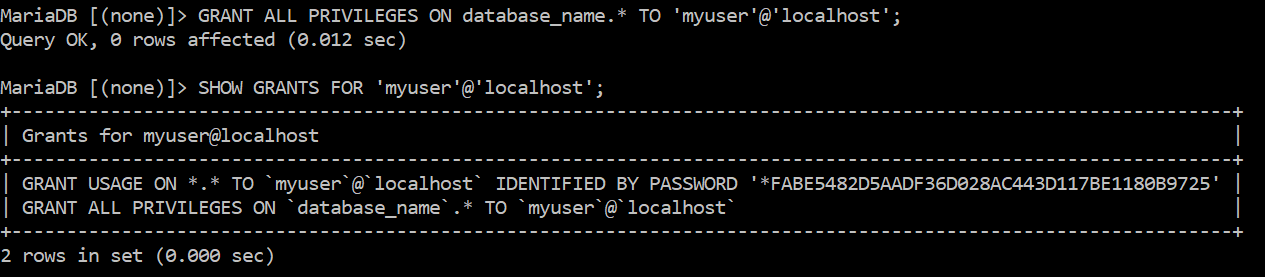 MariaDB [(none)]> GRANT ALL PRIVILEGES ON database_name.* TO 'myuser'@'localhost';
Query OK, 0 rows affected (0.012 sec)
MariaDB [(none)]> SHOW GRANTS FOR 'myuser'@'localhost';
+-----------------------------------------------------------------------------------------------------+
| Grants for myuser@localhost |
+-----------------------------------------------------------------------------------------------------+
| GRANT USAGE ON *.* TO `myuser`@`localhost` IDENTIFIED BY PASSWORD '*FABE5482D5AADF36D028AC443D117BE1180B9725' |
| GRANT ALL PRIVILEGES ON `database_name`.* TO `myuser`@`localhost` |
+-----------------------------------------------------------------------------------------------------+
2 rows in set (0.000 sec)